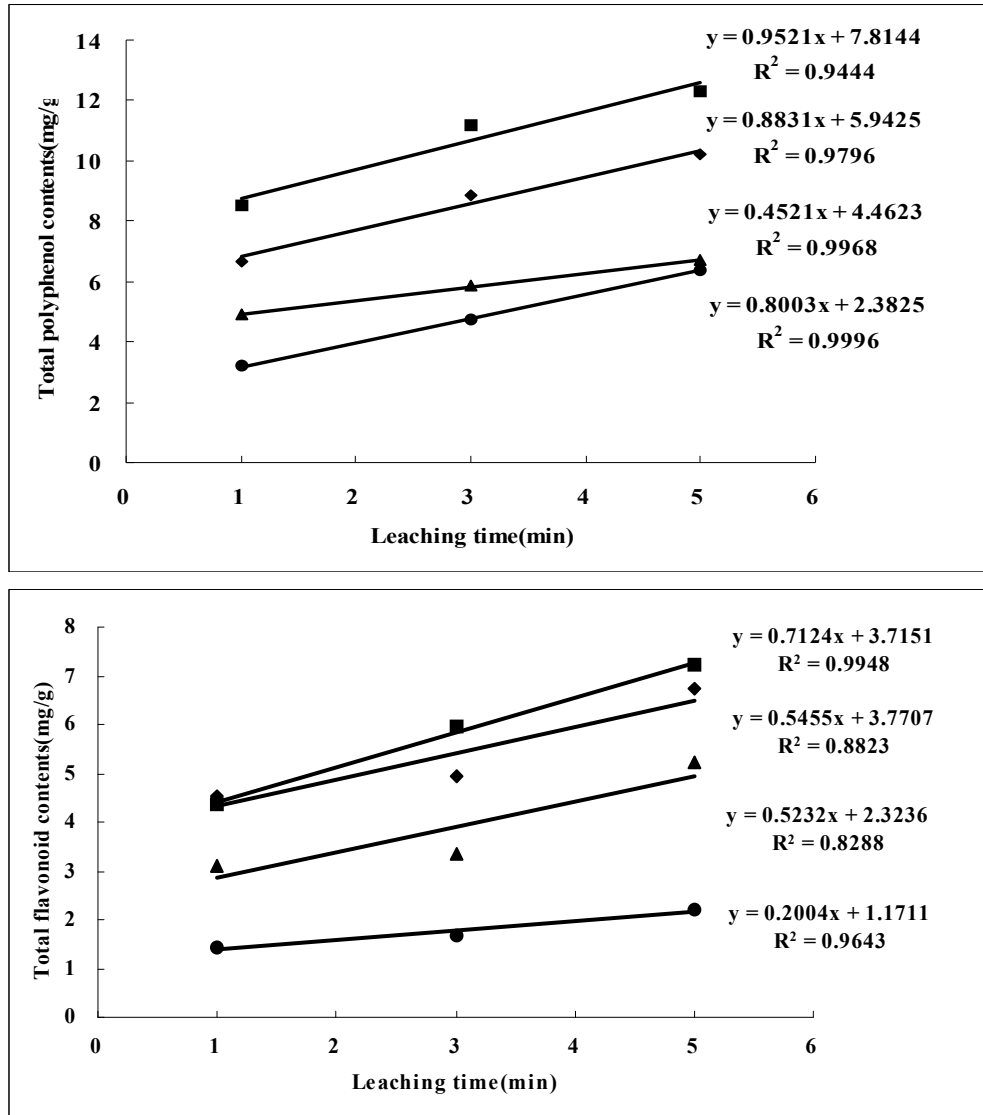 14
12
10
8
6
4
2
0
Total polyphenol contents(mg/g
y = 0.9521x + 7.8144
R² = 0.9444
y = 0.8831x + 5.9425
R² = 0.9796
y = 0.4521x + 4.4623
R² = 0.9968
y = 0.8003x + 2.3825
R² = 0.9996
0 1 2 3 4 5 6
Leaching time(min)
8
7
6
5
4
3
2
1
0
Total flavonoid contents(mg/g)
y = 0.7124x + 3.7151
R² = 0.9948
y = 0.5455x + 3.7707
R² = 0.8823
y = 0.5232x + 2.3236
R² = 0.8288
y = 0.2004x + 1.1711
R² = 0.9643
0 1 2 3 4 5 6
Leaching time(min)